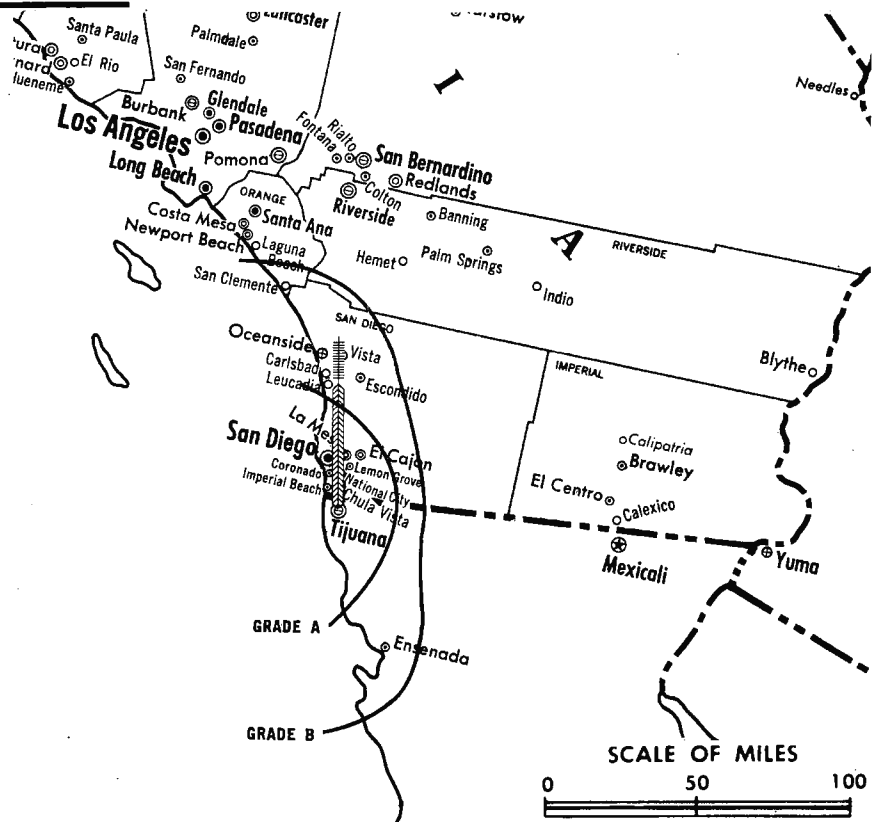 Lancaster
Barstow
Santa Paula
Palmdale
El Rio
San Fernando
Hueneme
Needles
Burbank
Glendale
Los Angeles
Pasadena
Fontana
Rialto
Pomona
San Bernardino
Long Beach
Redlands
Colton
ORANGE
Riverside
Costa Mesa
Santa Ana
Banning
Newport Beach
Laguna
Beach
Hemet
Palm Springs
RIVERSIDE
I
A
San Clemente
Indio
SAN DIEGO
Oceanside
Vista
Carlsbad
Leucadia
Escondido
IMPERIAL
Blythe
La Mesa
San Diego
El Cajon
Calipatria
Brawley
Coronado
Lemon Grove
Imperial Beach
National City
Chula Vista
El Centro
Calexico
Tijuana
Mexicali
Yuma
GRADE A
Ensenada
GRADE B
SCALE OF MILES
0 50 100